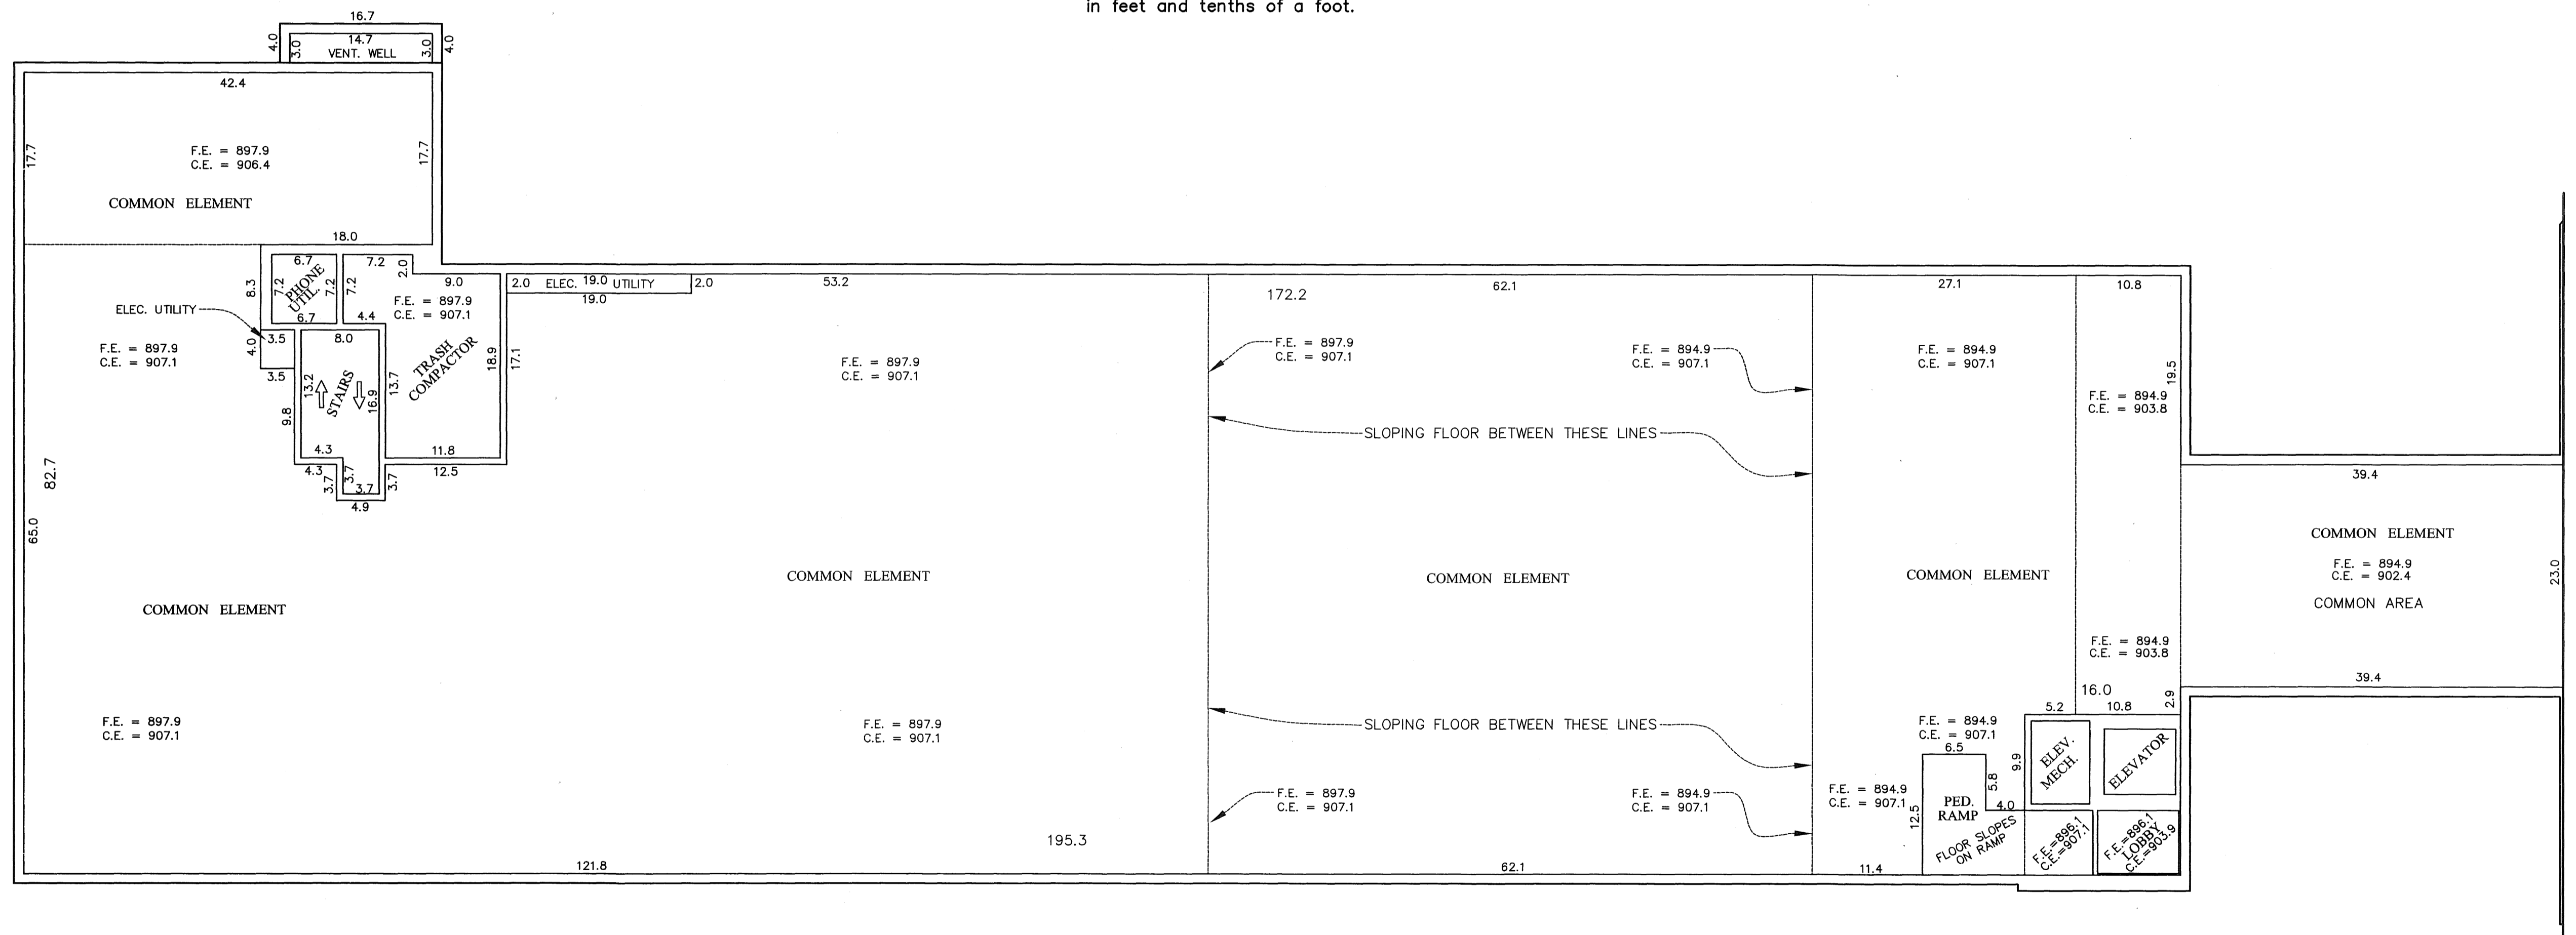 in feet and tenths of a foot.
16.7
4.0
3.0
14.7
VENT. WELL
3.0
4.0
42.4
17.7
F.E. = 897.9
C.E. = 906.4
17.7
COMMON ELEMENT
18.0
8.3
6.7
7.2
PHONE
UTIL.
7.2
6.7
7.2
7.2
2.0
4.4
9.0
F.E. = 897.9
C.E. = 907.1
2.0
ELEC. 19.0 UTILITY
19.0
2.0
53.2
172.2
62.1
27.1
10.8
ELEC. UTILITY
3.5
4.0
3.5
F.E. = 897.9
C.E. = 907.1
8.0
13.2
STAIRS
16.9
13.7
TRASH
COMPACTOR
18.9
17.1
9.8
4.3
4.3
3.7
3.7
3.7
4.9
3.7
11.8
12.5
F.E. = 897.9
C.E. = 907.1
F.E. = 897.9
C.E. = 907.1
F.E. = 894.9
C.E. = 907.1
F.E. = 894.9
C.E. = 907.1
19.5
F.E. = 894.9
C.E. = 903.8
SLOPING FLOOR BETWEEN THESE LINES
82.7
65.0
39.4
COMMON ELEMENT
F.E. = 894.9
C.E. = 902.4
COMMON AREA
23.0
39.4
COMMON ELEMENT
COMMON ELEMENT
COMMON ELEMENT
COMMON ELEMENT
F.E. = 894.9
C.E. = 903.8
16.0
2.9
5.2
10.8
F.E. = 897.9
C.E. = 907.1
F.E. = 897.9
C.E. = 907.1
SLOPING FLOOR BETWEEN THESE LINES
F.E. = 894.9
C.E. = 907.1
6.5
5.8
9.9
4.0
ELEV.
MECH.
ELEVATOR
F.E. = 897.9
C.E. = 907.1
F.E. = 894.9
C.E. = 907.1
F.E. = 894.9
C.E. = 907.1
12.5
PED.
RAMP
FLOOR SLOPES
ON RAMP
F.E.=896.1
C.E.=907.1
F.E.=896.1
LOBBY
C.E.=903.9
195.3
121.8
62.1
11.4